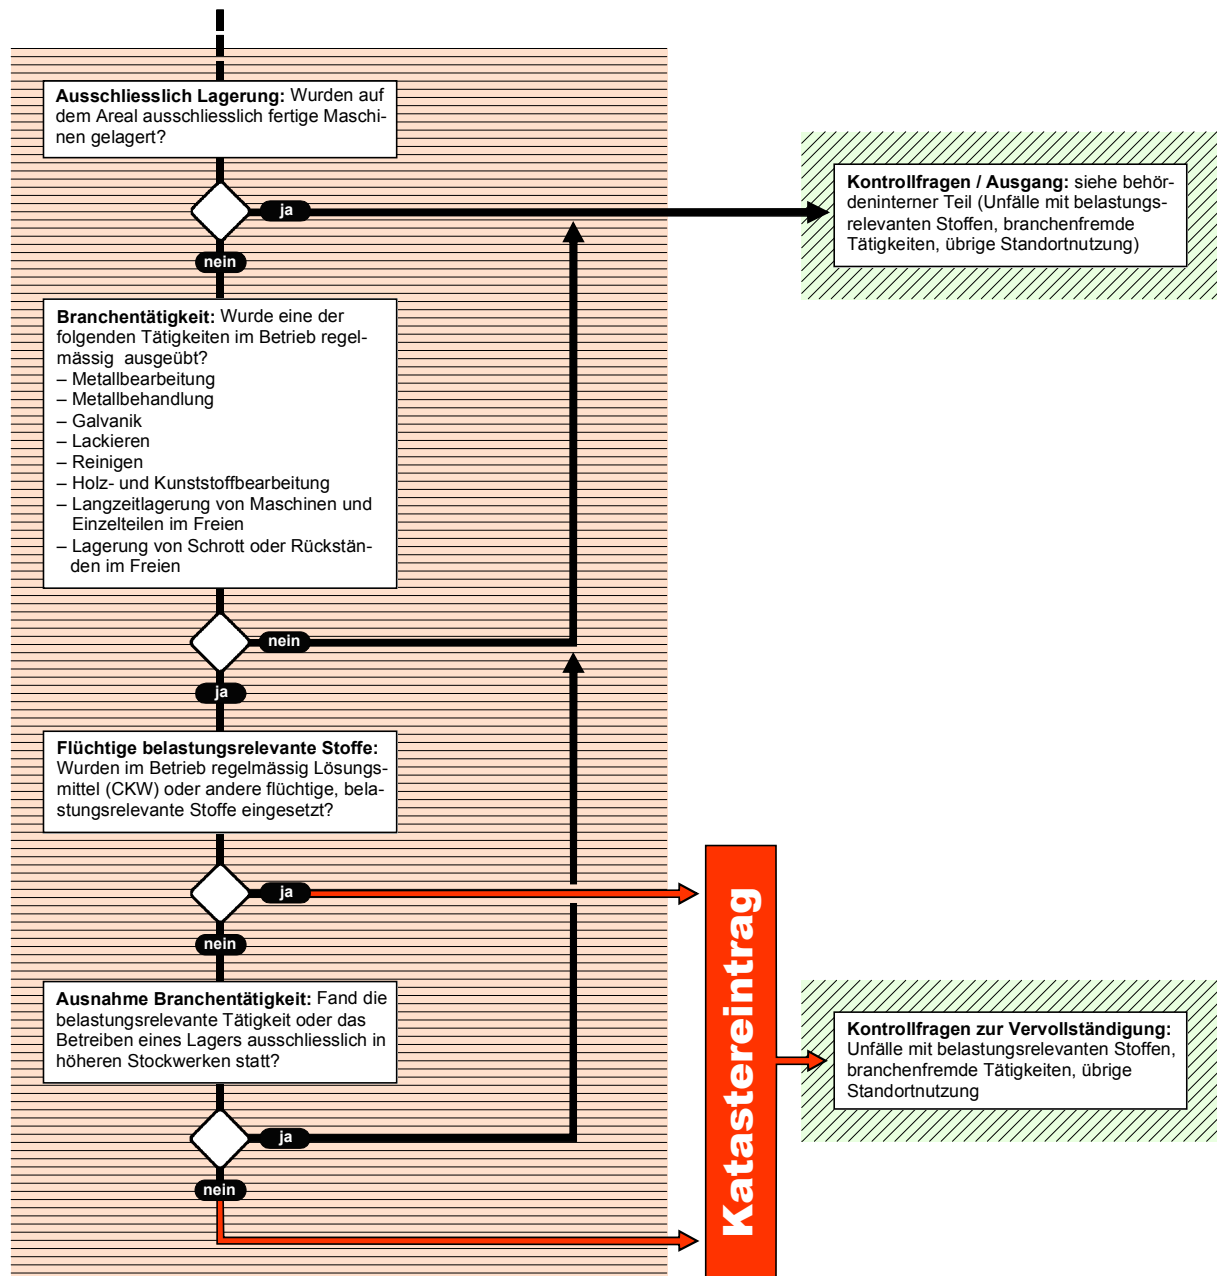 Ausschliesslich Lagerung: Wurden auf
dem Areal ausschliesslich fertige Maschi-
nen gelagert?
ja
nein
Kontrollfragen / Ausgang: siehe behör-
deninterner Teil (Unfälle mit belastungs-
relevanten Stoffen, branchenfremde
Tätigkeiten, übrige Standortnutzung)
Branchentätigkeit: Wurde eine der
folgenden Tätigkeiten im Betrieb regel-
mässig ausgeübt?
– Metallbearbeitung
– Metallbehandlung
– Galvanik
– Lackieren
– Reinigen
– Holz- und Kunststoffbearbeitung
– Langzeitlagerung von Maschinen und
Einzelteilen im Freien
– Lagerung von Schrott oder Rückstän-
den im Freien
nein
ja
Flüchtige belastungsrelevante Stoffe:
Wurden im Betrieb regelmässig Lösungs-
mittel (CKW) oder andere flüchtige, bela-
stungsrelevante Stoffe eingesetzt?
ja
nein
Ausnahme Branchentätigkeit: Fand die
belastungsrelevante Tätigkeit oder das
Betreiben eines Lagers ausschliesslich in
höheren Stockwerken statt?
ja
nein
Katastereintrag
Kontrollfragen zur Vervollständigung:
Unfälle mit belastungsrelevanten Stoffen,
branchenfremde Tätigkeiten, übrige
Standortnutzung